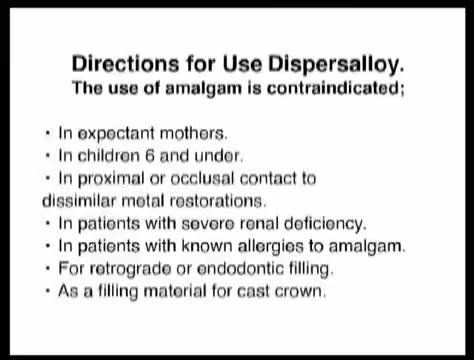 Directions for Use Dispersalloy.
The use of amalgam is contraindicated;
· In expectant mothers.
· In children 6 and under.
· In proximal or occlusal contact to
dissimilar metal restorations.
· In patients with severe renal deficiency.
· In patients with known allergies to amalgam.
· For retrograde or endodontic filling.
· As a filling material for cast crown.